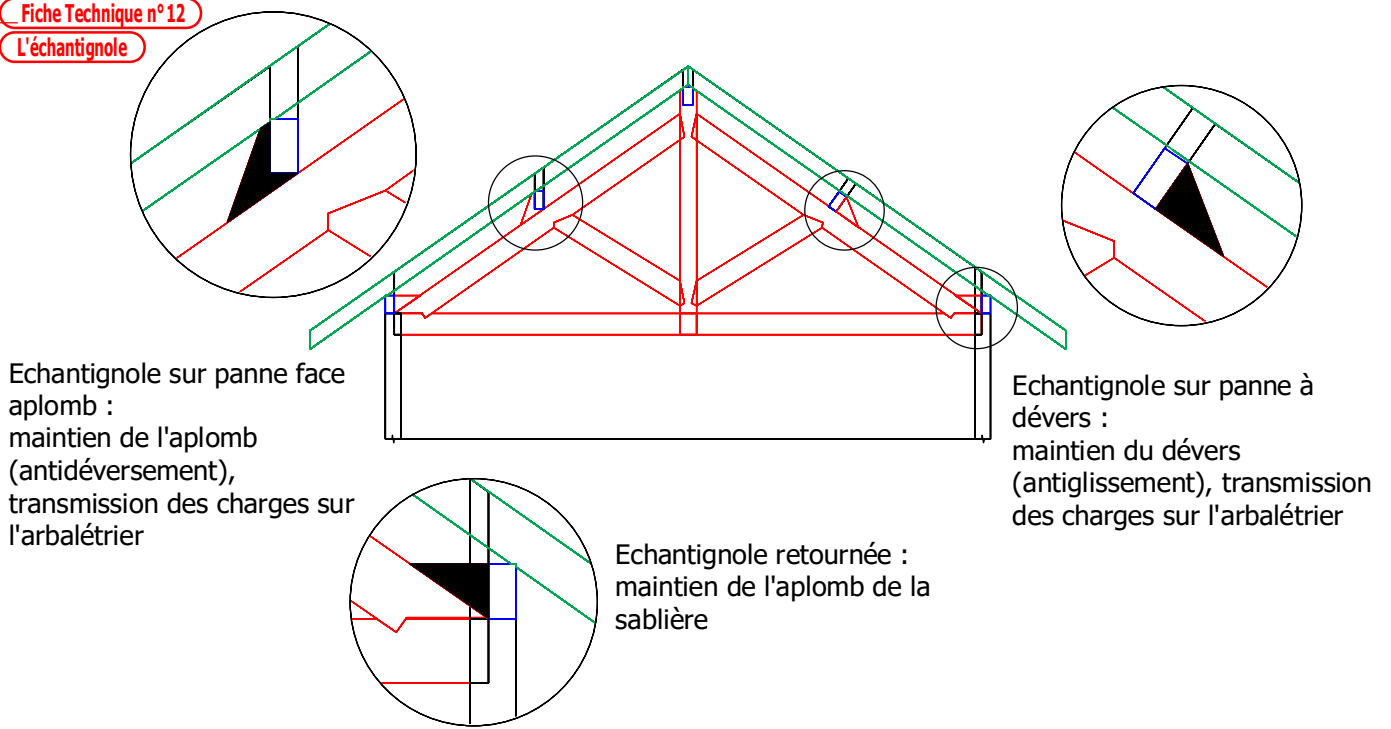 Fiche Technique n° 12
L'échantignole
Echantignole sur panne face
aplomb :
maintien de l'aplomb
(antidéversement),
transmission des charges sur
l'arbalétrier
Echantignole sur panne à
dévers :
maintien du dévers
(antiglissement), transmission
des charges sur l'arbalétrier
Echantignole retournée :
maintien de l'aplomb de la
sablière